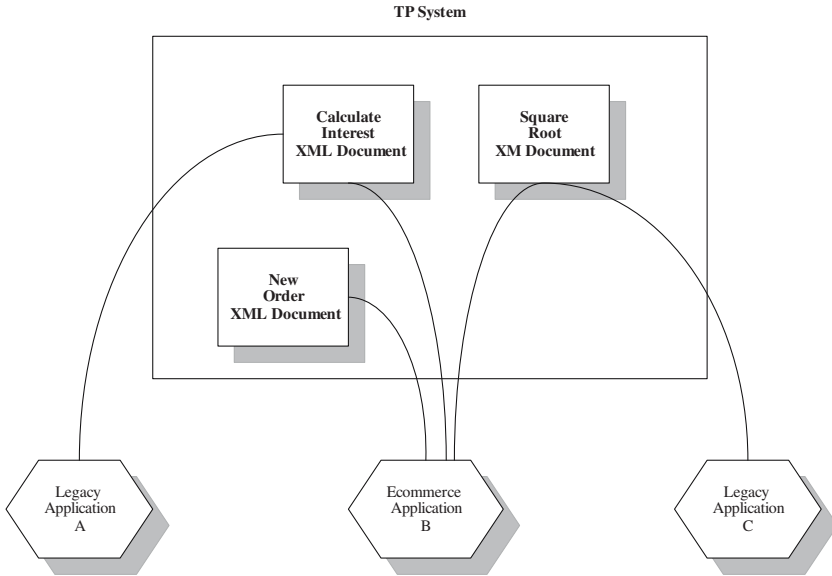 TP System
Calculate
Interest
XML Document
Square
Root
XM Document
New
Order
XML Document
Legacy
Application
A
Ecommerce
Application
B
Legacy
Application
C